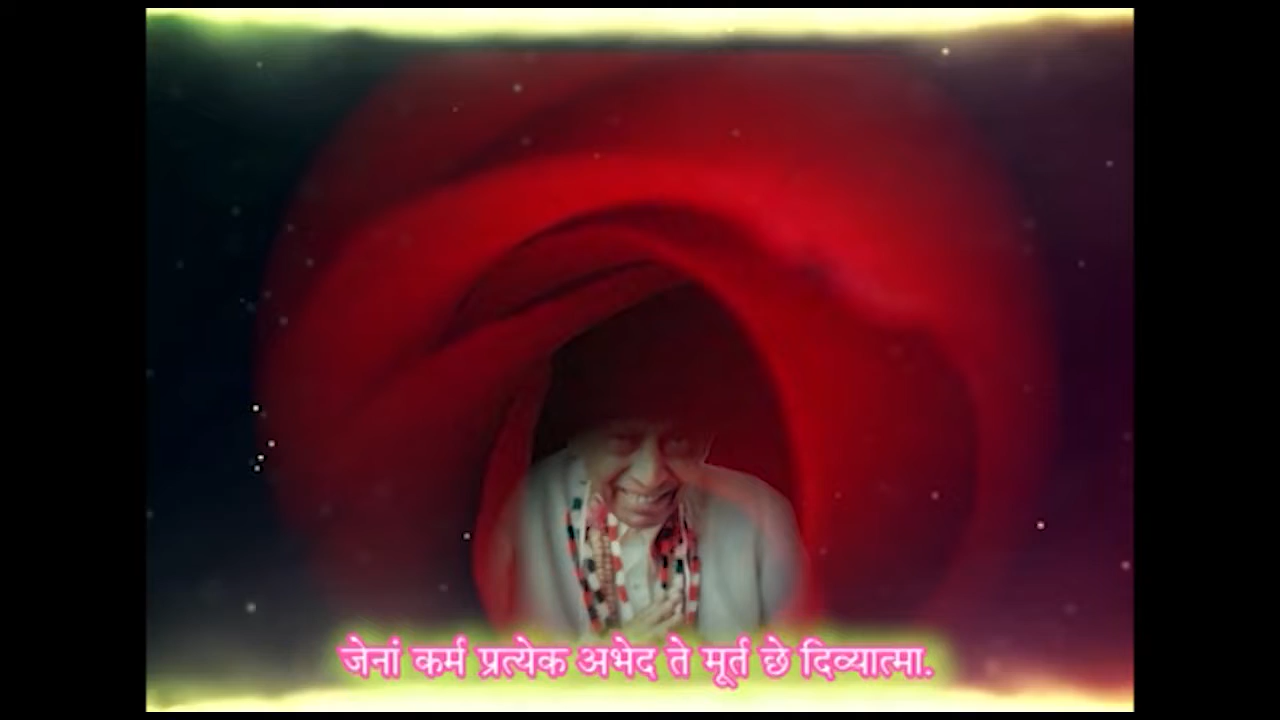 जेनां कर्म प्रत्येक अभेद ते मूर्त छे दिव्यात्मा.